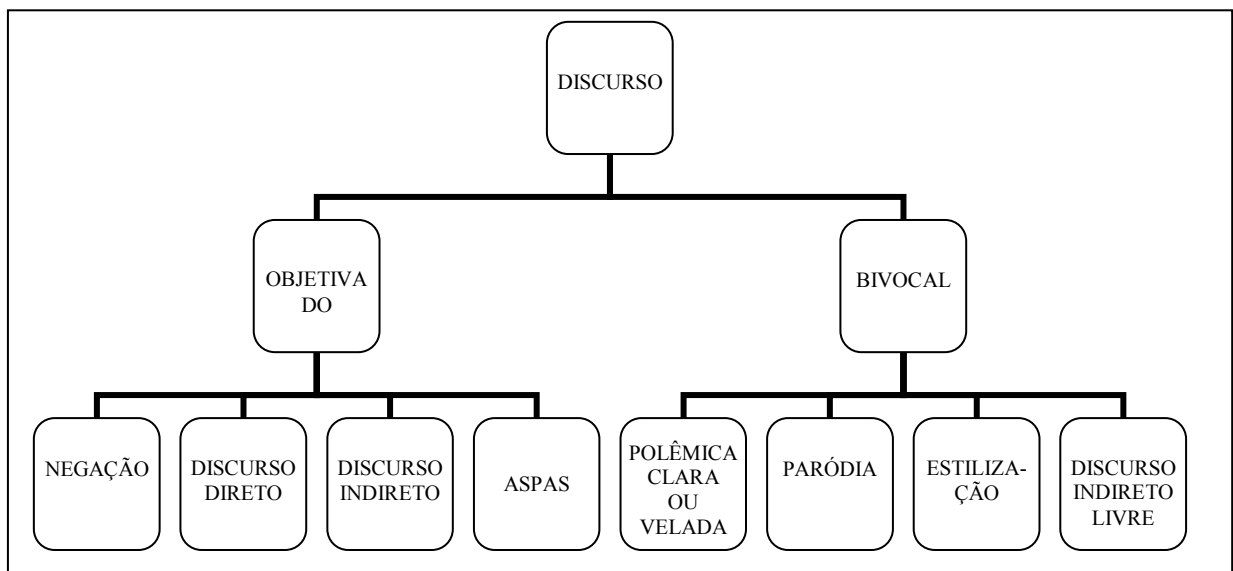 DISCURSO
OBJETIVA
DO
BIVOCAL
NEGAÇÃO
DISCURSO
DIRETO
DISCURSO
INDIRETO
ASPAS
POLÊMICA
CLARA
OU
VELADA
PARÓDIA
ESTILIZA-
ÇÃO
DISCURSO
INDIRETO
LIVRE